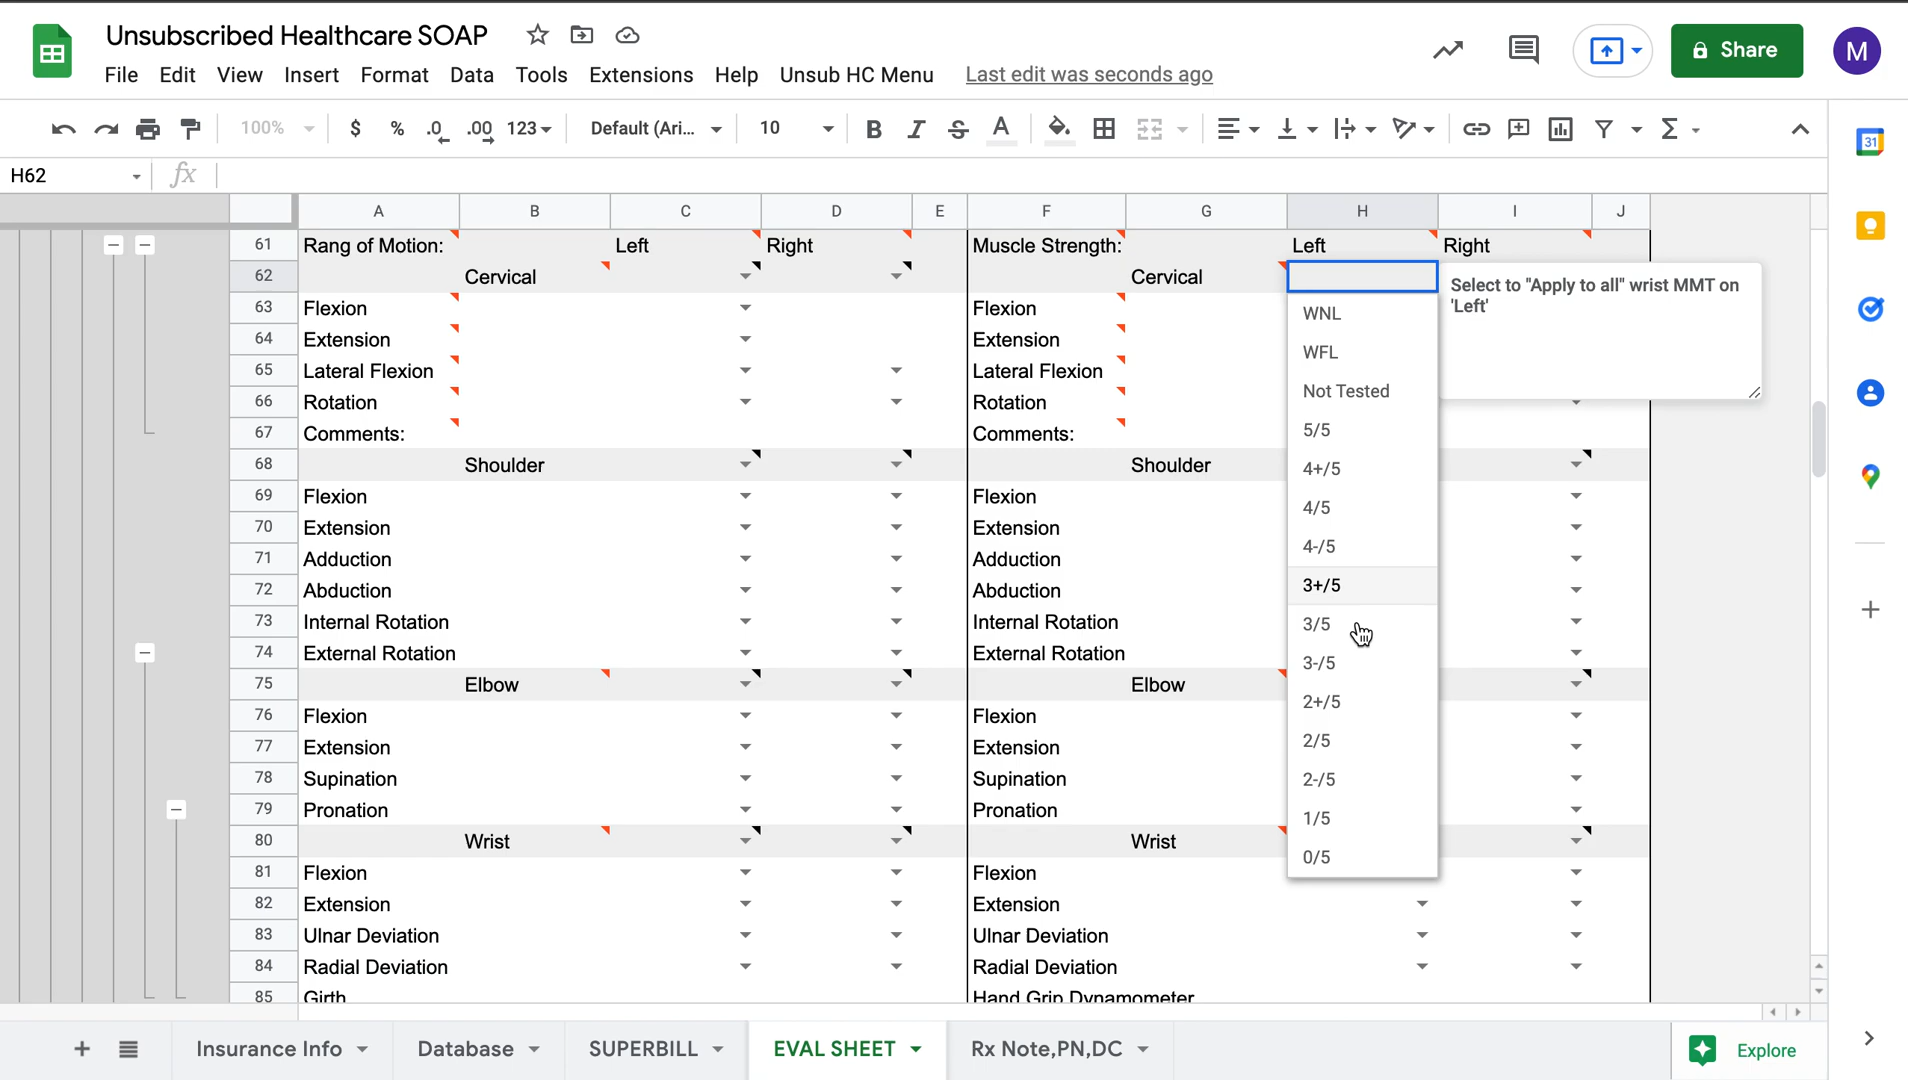 Unsubscribed Healthcare SOAP
File Edit View Insert Format Data Tools Extensions Help Unsub HC Menu Last edit was seconds ago
Share
M
100% $ % .0 .00 123 Default (Ari... 10 B I S A Σ
31
H62 fx
A B C D E F G H I J
61 Rang of Motion: Left Right Muscle Strength: Left Right
62 Cervical Cervical
Select to "Apply to all" wrist MMT on
'Left'
63 Flexion Flexion
64 Extension Extension
65 Lateral Flexion Lateral Flexion
66 Rotation Rotation
67 Comments: Comments:
68 Shoulder Shoulder
69 Flexion Flexion
70 Extension Extension
71 Adduction Adduction
72 Abduction Abduction
73 Internal Rotation Internal Rotation
74 External Rotation External Rotation
75 Elbow Elbow
76 Flexion Flexion
77 Extension Extension
78 Supination Supination
79 Pronation Pronation
80 Wrist Wrist
81 Flexion Flexion
82 Extension Extension
83 Ulnar Deviation Ulnar Deviation
84 Radial Deviation Radial Deviation
85 Girth Hand Grip Dynamometer
WNL
WFL
Not Tested
5/5
4+/5
4/5
4-/5
3+/5
3/5
3-/5
2+/5
2/5
2-/5
1/5
0/5
Insurance Info Database SUPERBILL EVAL SHEET Rx Note,PN,DC Explore